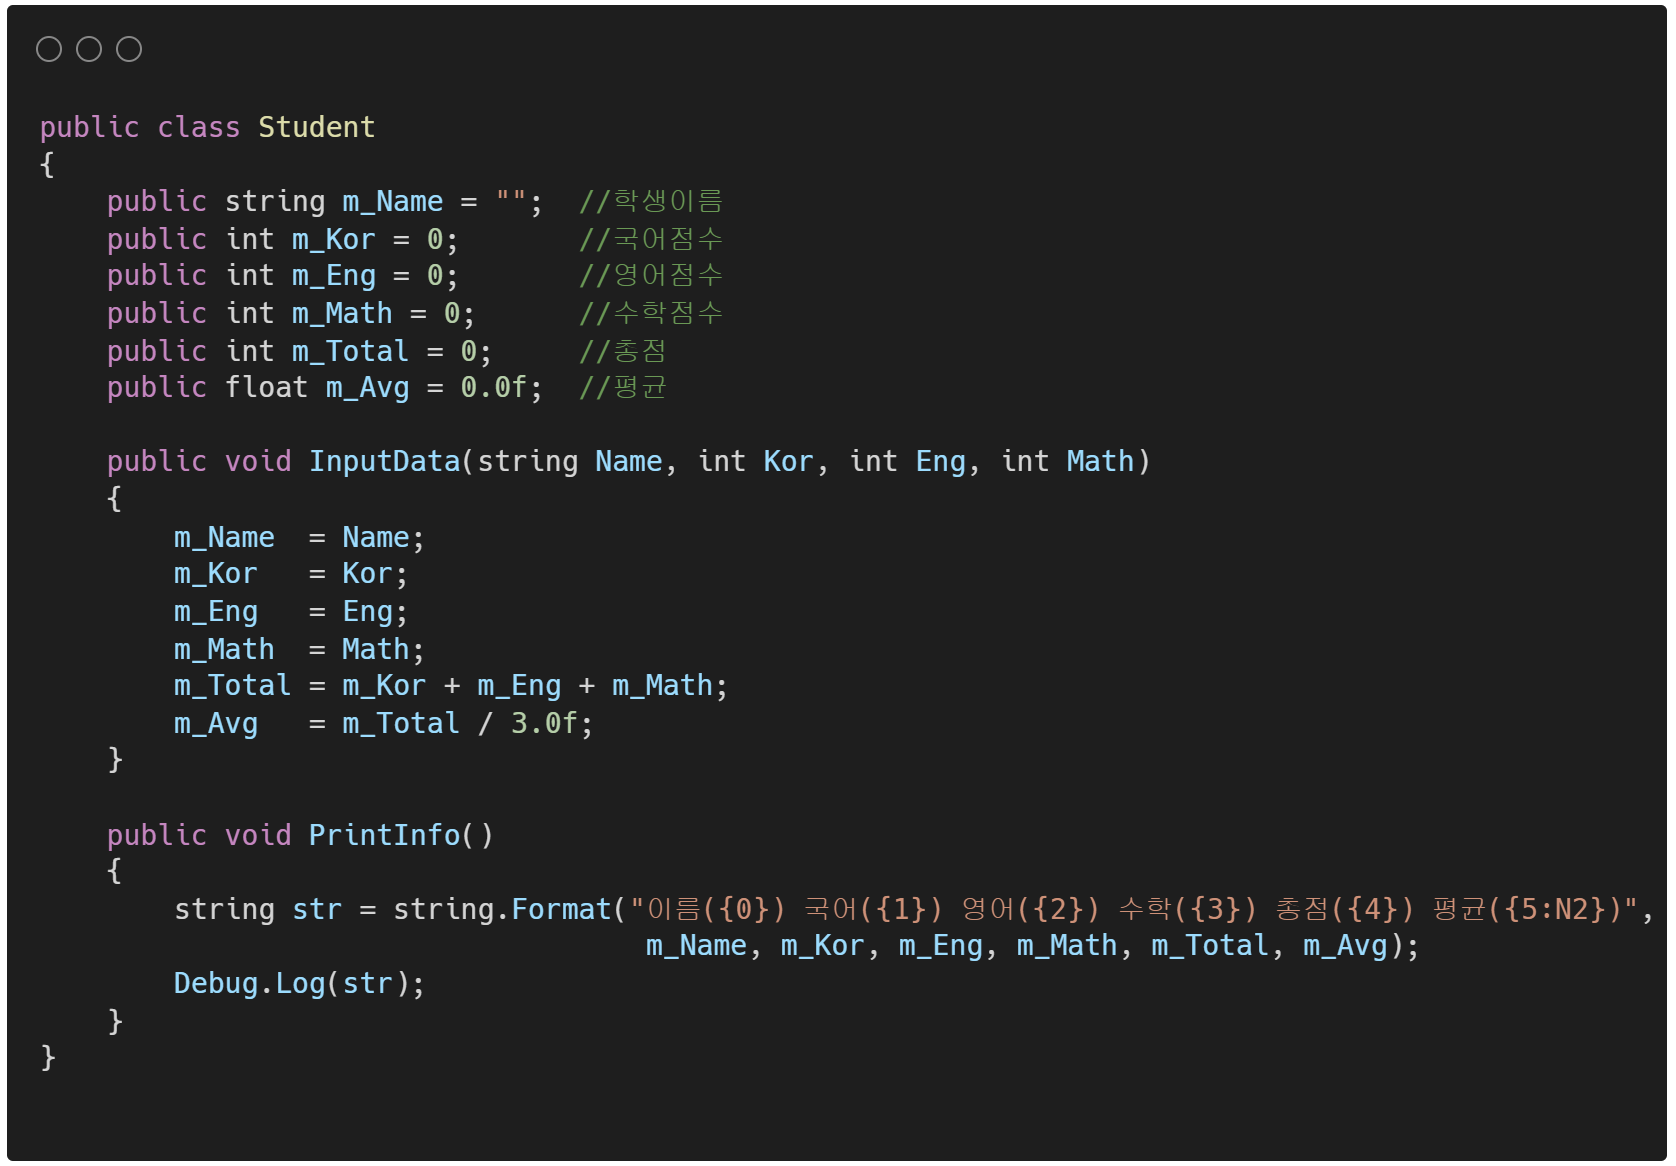 public class Student
{
    public string m_Name = "";  //학생이름
    public int m_Kor = 0;       //국어점수
    public int m_Eng = 0;       //영어점수
    public int m_Math = 0;      //수학점수
    public int m_Total = 0;     //총점
    public float m_Avg = 0.0f;  //평균

    public void InputData(string Name, int Kor, int Eng, int Math)
    {
        m_Name  = Name;
        m_Kor   = Kor;
        m_Eng   = Eng;
        m_Math  = Math;
        m_Total = m_Kor + m_Eng + m_Math;
        m_Avg   = m_Total / 3.0f;
    }

    public void PrintInfo()
    {
        string str = string.Format("이름({0}) 국어({1}) 영어({2}) 수학({3}) 총점({4}) 평균({5:N2})",
                                    m_Name, m_Kor, m_Eng, m_Math, m_Total, m_Avg);
        Debug.Log(str);
    }
}